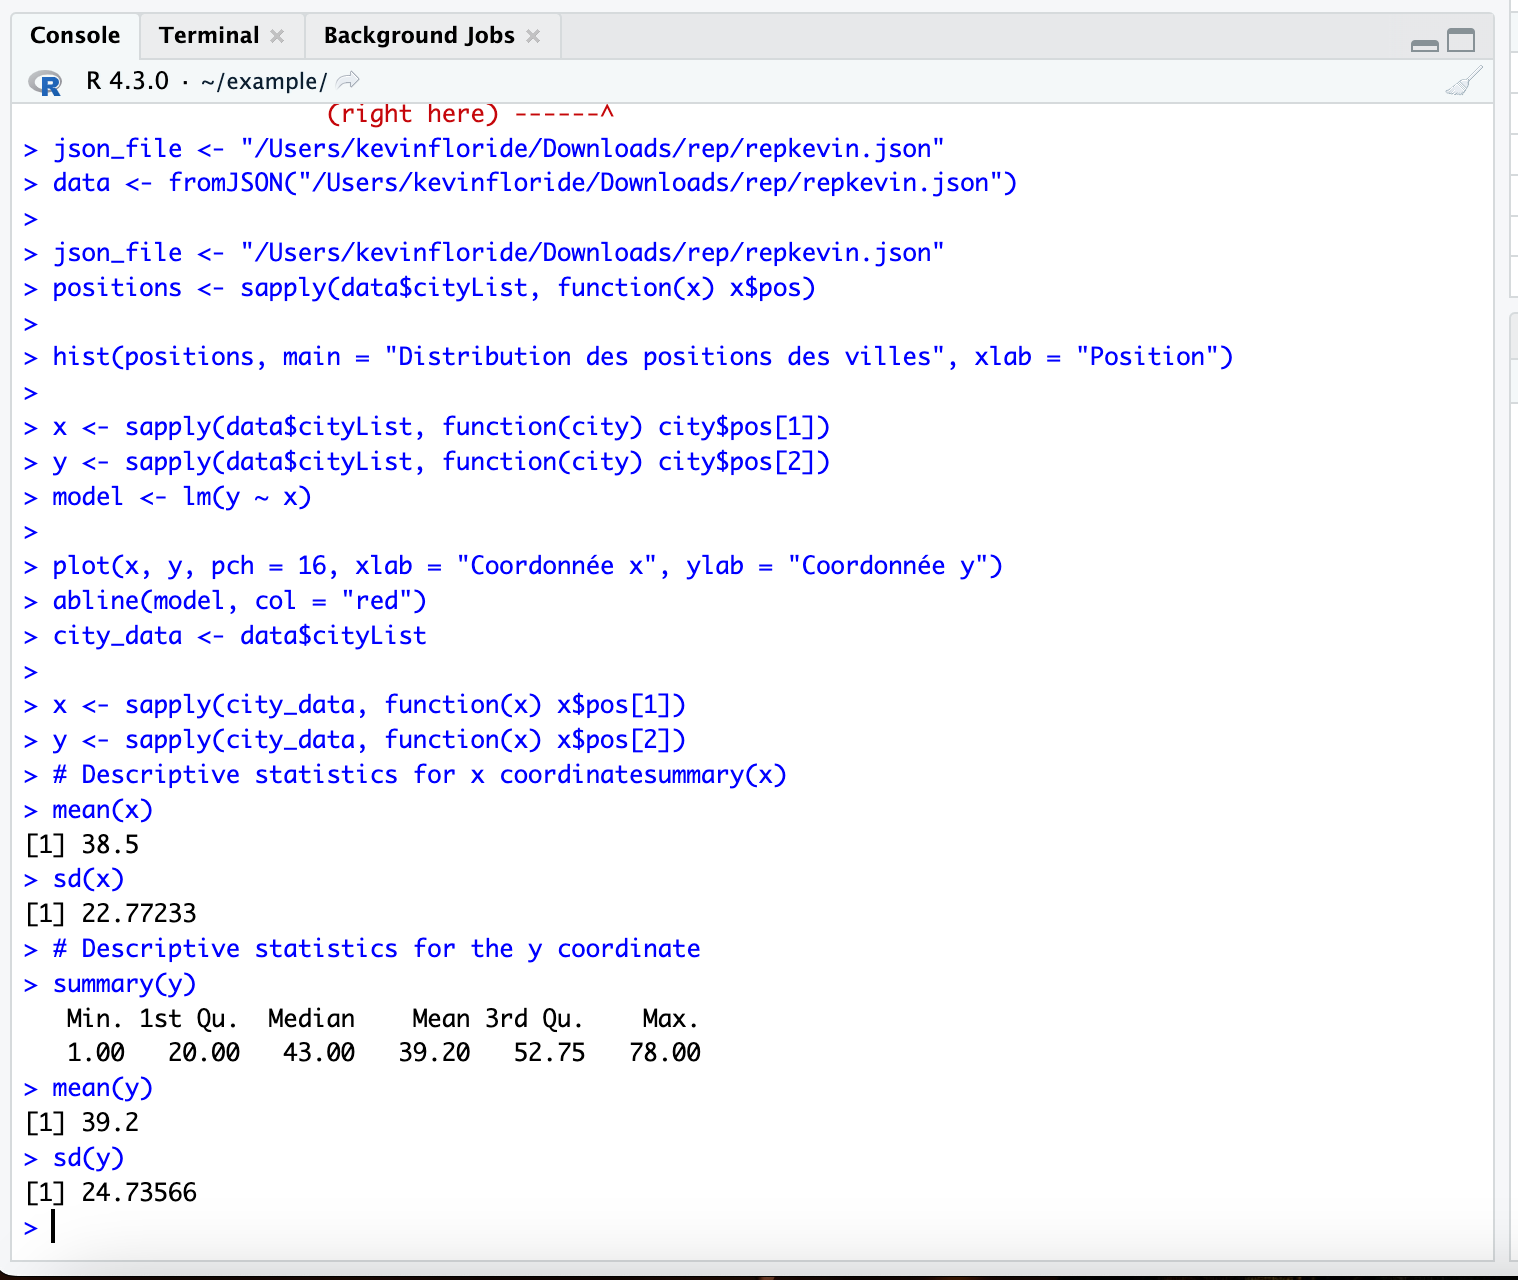 Console Terminal × Background Jobs ×
R R 4.3.0 · ~/example/
(right here) ------^
> json_file <- "/Users/kevinfloride/Downloads/rep/repkevin.json"
> data <- fromJSON("/Users/kevinfloride/Downloads/rep/repkevin.json")
>
> json_file <- "/Users/kevinfloride/Downloads/rep/repkevin.json"
> positions <- sapply(data$cityList, function(x) x$pos)
>
> hist(positions, main = "Distribution des positions des villes", xlab = "Position")
>
> x <- sapply(data$cityList, function(city) city$pos[1])
> y <- sapply(data$cityList, function(city) city$pos[2])
> model <- lm(y ~ x)
>
> plot(x, y, pch = 16, xlab = "Coordonnée x", ylab = "Coordonnée y")
> abline(model, col = "red")
> city_data <- data$cityList
>
> x <- sapply(city_data, function(x) x$pos[1])
> y <- sapply(city_data, function(x) x$pos[2])
> # Descriptive statistics for x coordinatesummary(x)
> mean(x)
[1] 38.5
> sd(x)
[1] 22.77233
> # Descriptive statistics for the y coordinate
> summary(y)
   Min. 1st Qu.  Median    Mean 3rd Qu.    Max.
   1.00   20.00   43.00   39.20   52.75   78.00
> mean(y)
[1] 39.2
> sd(y)
[1] 24.73566
>